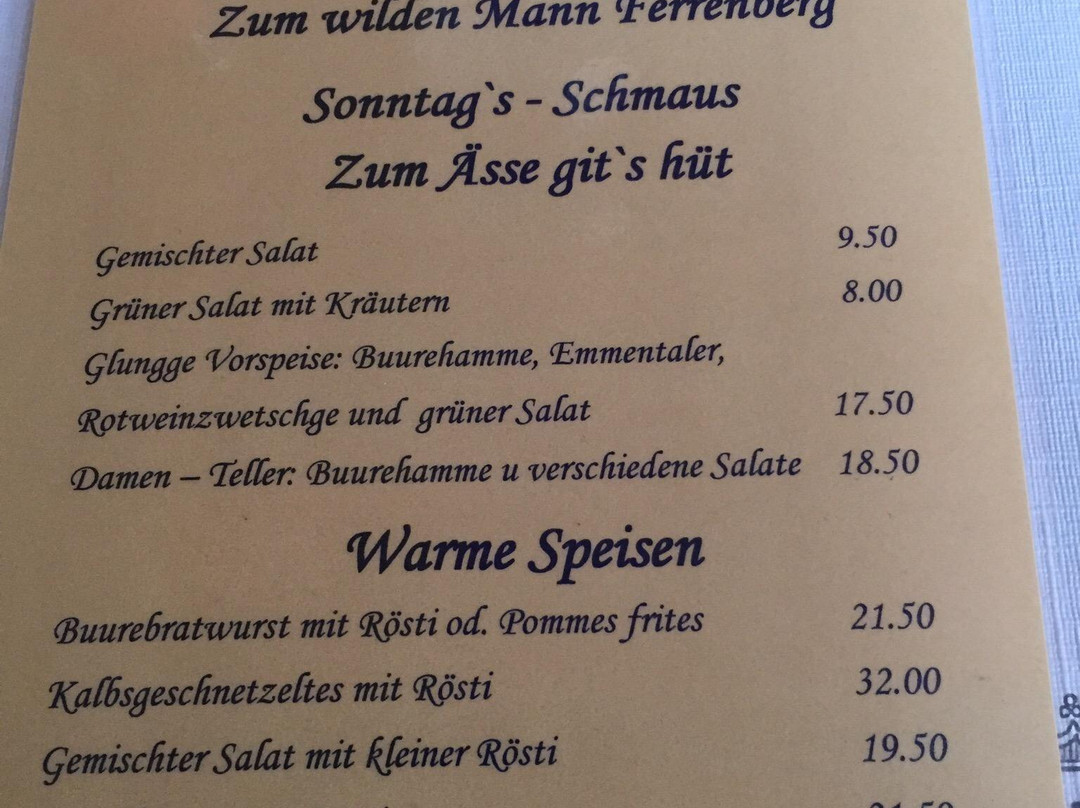 Zum wilden Mann Ferrenberg
Sonntag`s - Schmaus
Zum Ässe git`s hüt
Gemischter Salat 9.50
Grüner Salat mit Kräutern 8.00
Glungge Vorspeise: Buurehamme, Emmentaler,
Rotweinzwetschge und grüner Salat 17.50
Damen – Teller: Buurehamme u verschiedene Salate 18.50
Warme Speisen
Buurebratwurst mit Rösti od. Pommes frites 21.50
Kalbsgeschnetzeltes mit Rösti 32.00
Gemischter Salat mit kleiner Rösti 19.50